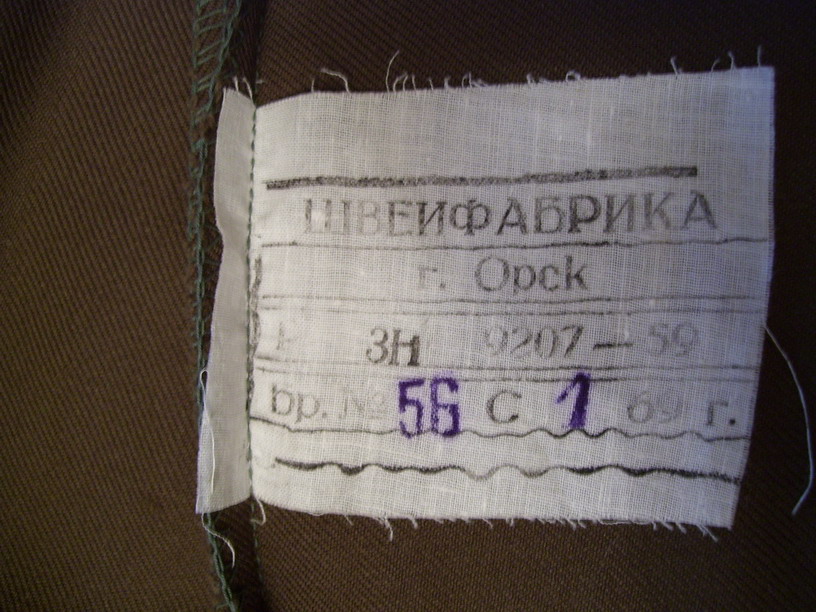 ШВЕЙФАБРИКА
г. Орск
Р ЗН 9207—59
бр. № 56 С 1 69 г.